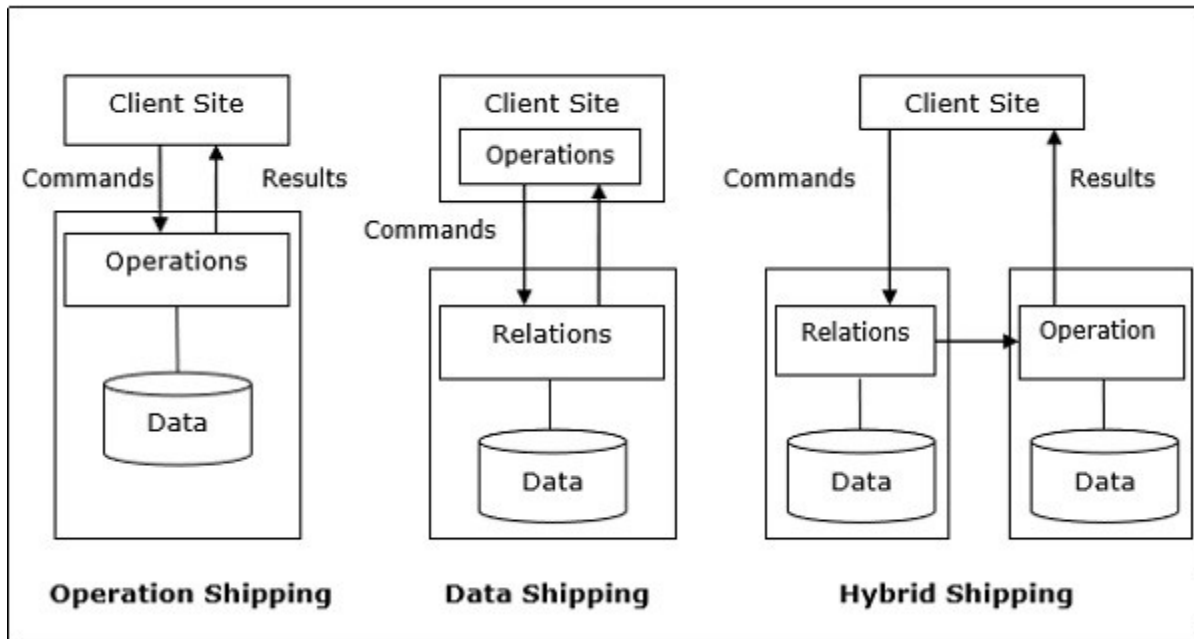 Client Site
Commands
Results
Operations
Data
Operation Shipping
Client Site
Operations
Commands
Relations
Data
Data Shipping
Client Site
Commands
Results
Relations
Operation
Data
Data
Hybrid Shipping